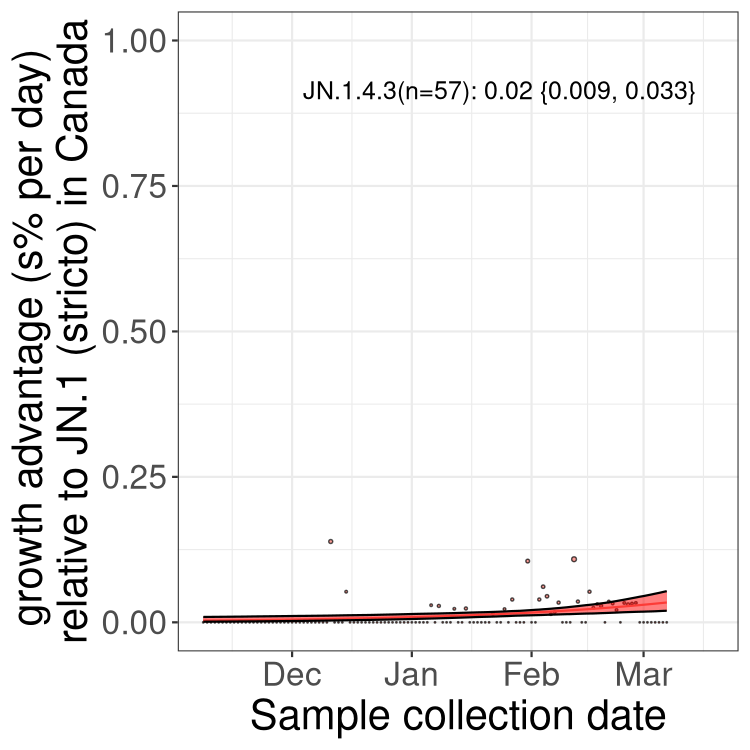 growth advantage (s% per day)
relative to JN.1 (stricto) in Canada
1.00
0.75
0.50
0.25
0.00
JN.1.4.3(n=57): 0.02 {0.009, 0.033}
Dec Jan Feb Mar
Sample collection date